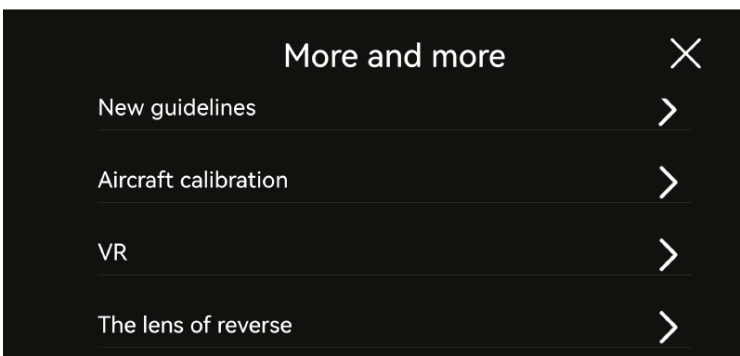 More and more
New guidelines
Aircraft calibration
VR
The lens of reverse